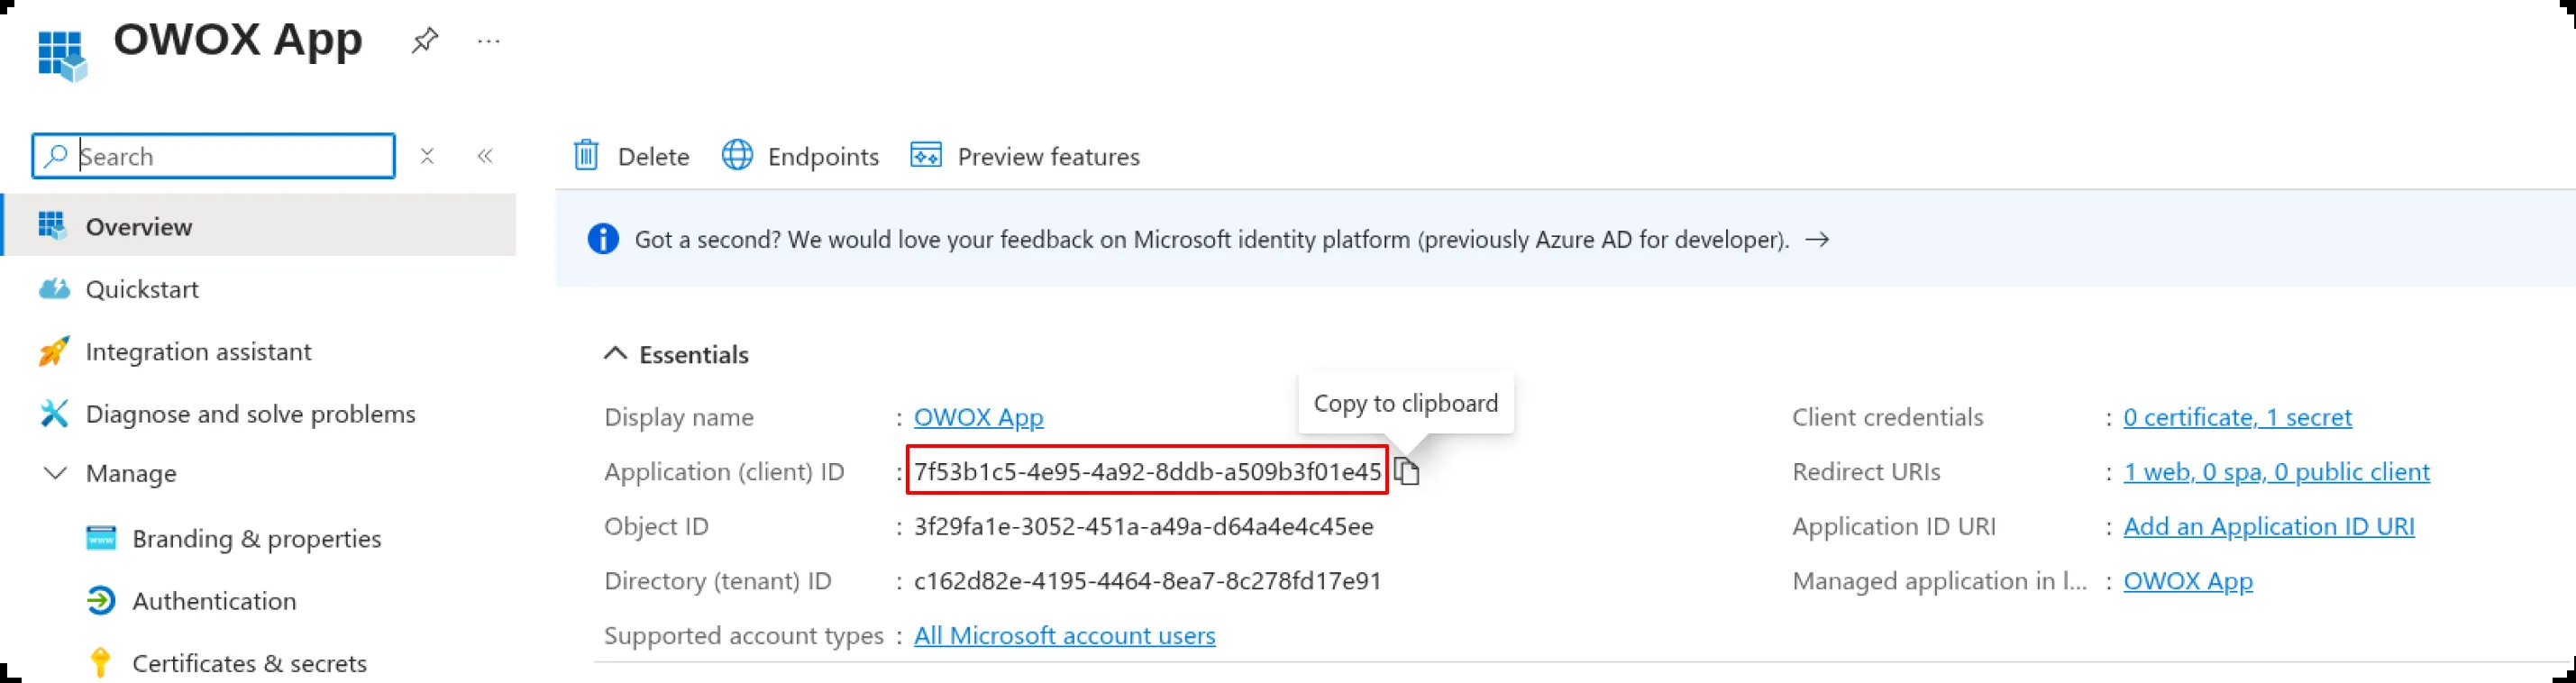 OWOX App
Search
Overview
Quickstart
Integration assistant
Diagnose and solve problems
Manage
Branding & properties
Authentication
Certificates & secrets
Delete Endpoints Preview features
Got a second? We would love your feedback on Microsoft identity platform (previously Azure AD for developer). →
Essentials
Copy to clipboard
Display name : OWOX App
Application (client) ID : 7f53b1c5-4e95-4a92-8ddb-a509b3f01e45
Object ID : 3f29fa1e-3052-451a-a49a-d64a4e4c45ee
Directory (tenant) ID : c162d82e-4195-4464-8ea7-8c278fd17e91
Supported account types : All Microsoft account users
Client credentials : 0 certificate, 1 secret
Redirect URIs : 1 web, 0 spa, 0 public client
Application ID URI : Add an Application ID URI
Managed application in l... : OWOX App